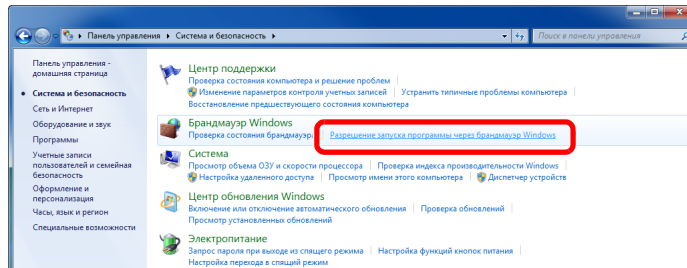 Панель управления ▸ Система и безопасность ▸
Поиск в панели управления
Панель управления -
домашняя страница
Система и безопасность
Сеть и Интернет
Оборудование и звук
Программы
Учетные записи
пользователей и семейная
безопасность
Оформление и
персонализация
Часы, язык и регион
Специальные возможности
Центр поддержки
Проверка состояния компьютера и решение проблем
Изменение параметров контроля учетных записей
Устранить типичные проблемы компьютера
Восстановление предшествующего состояния компьютера
Брандмауэр Windows
Проверка состояния брандмауэра
Разрешение запуска программы через брандмауэр Windows
Система
Просмотр объема ОЗУ и скорости процессора
Проверка индекса производительности Windows
Настройка удаленного доступа
Просмотр имени этого компьютера
Диспетчер устройств
Центр обновления Windows
Включение или отключение автоматического обновления
Проверка обновлений
Просмотр установленных обновлений
Электропитание
Запрос пароля при выходе из спящего режима
Настройка функций кнопок питания
Настройка перехода в спящий режим